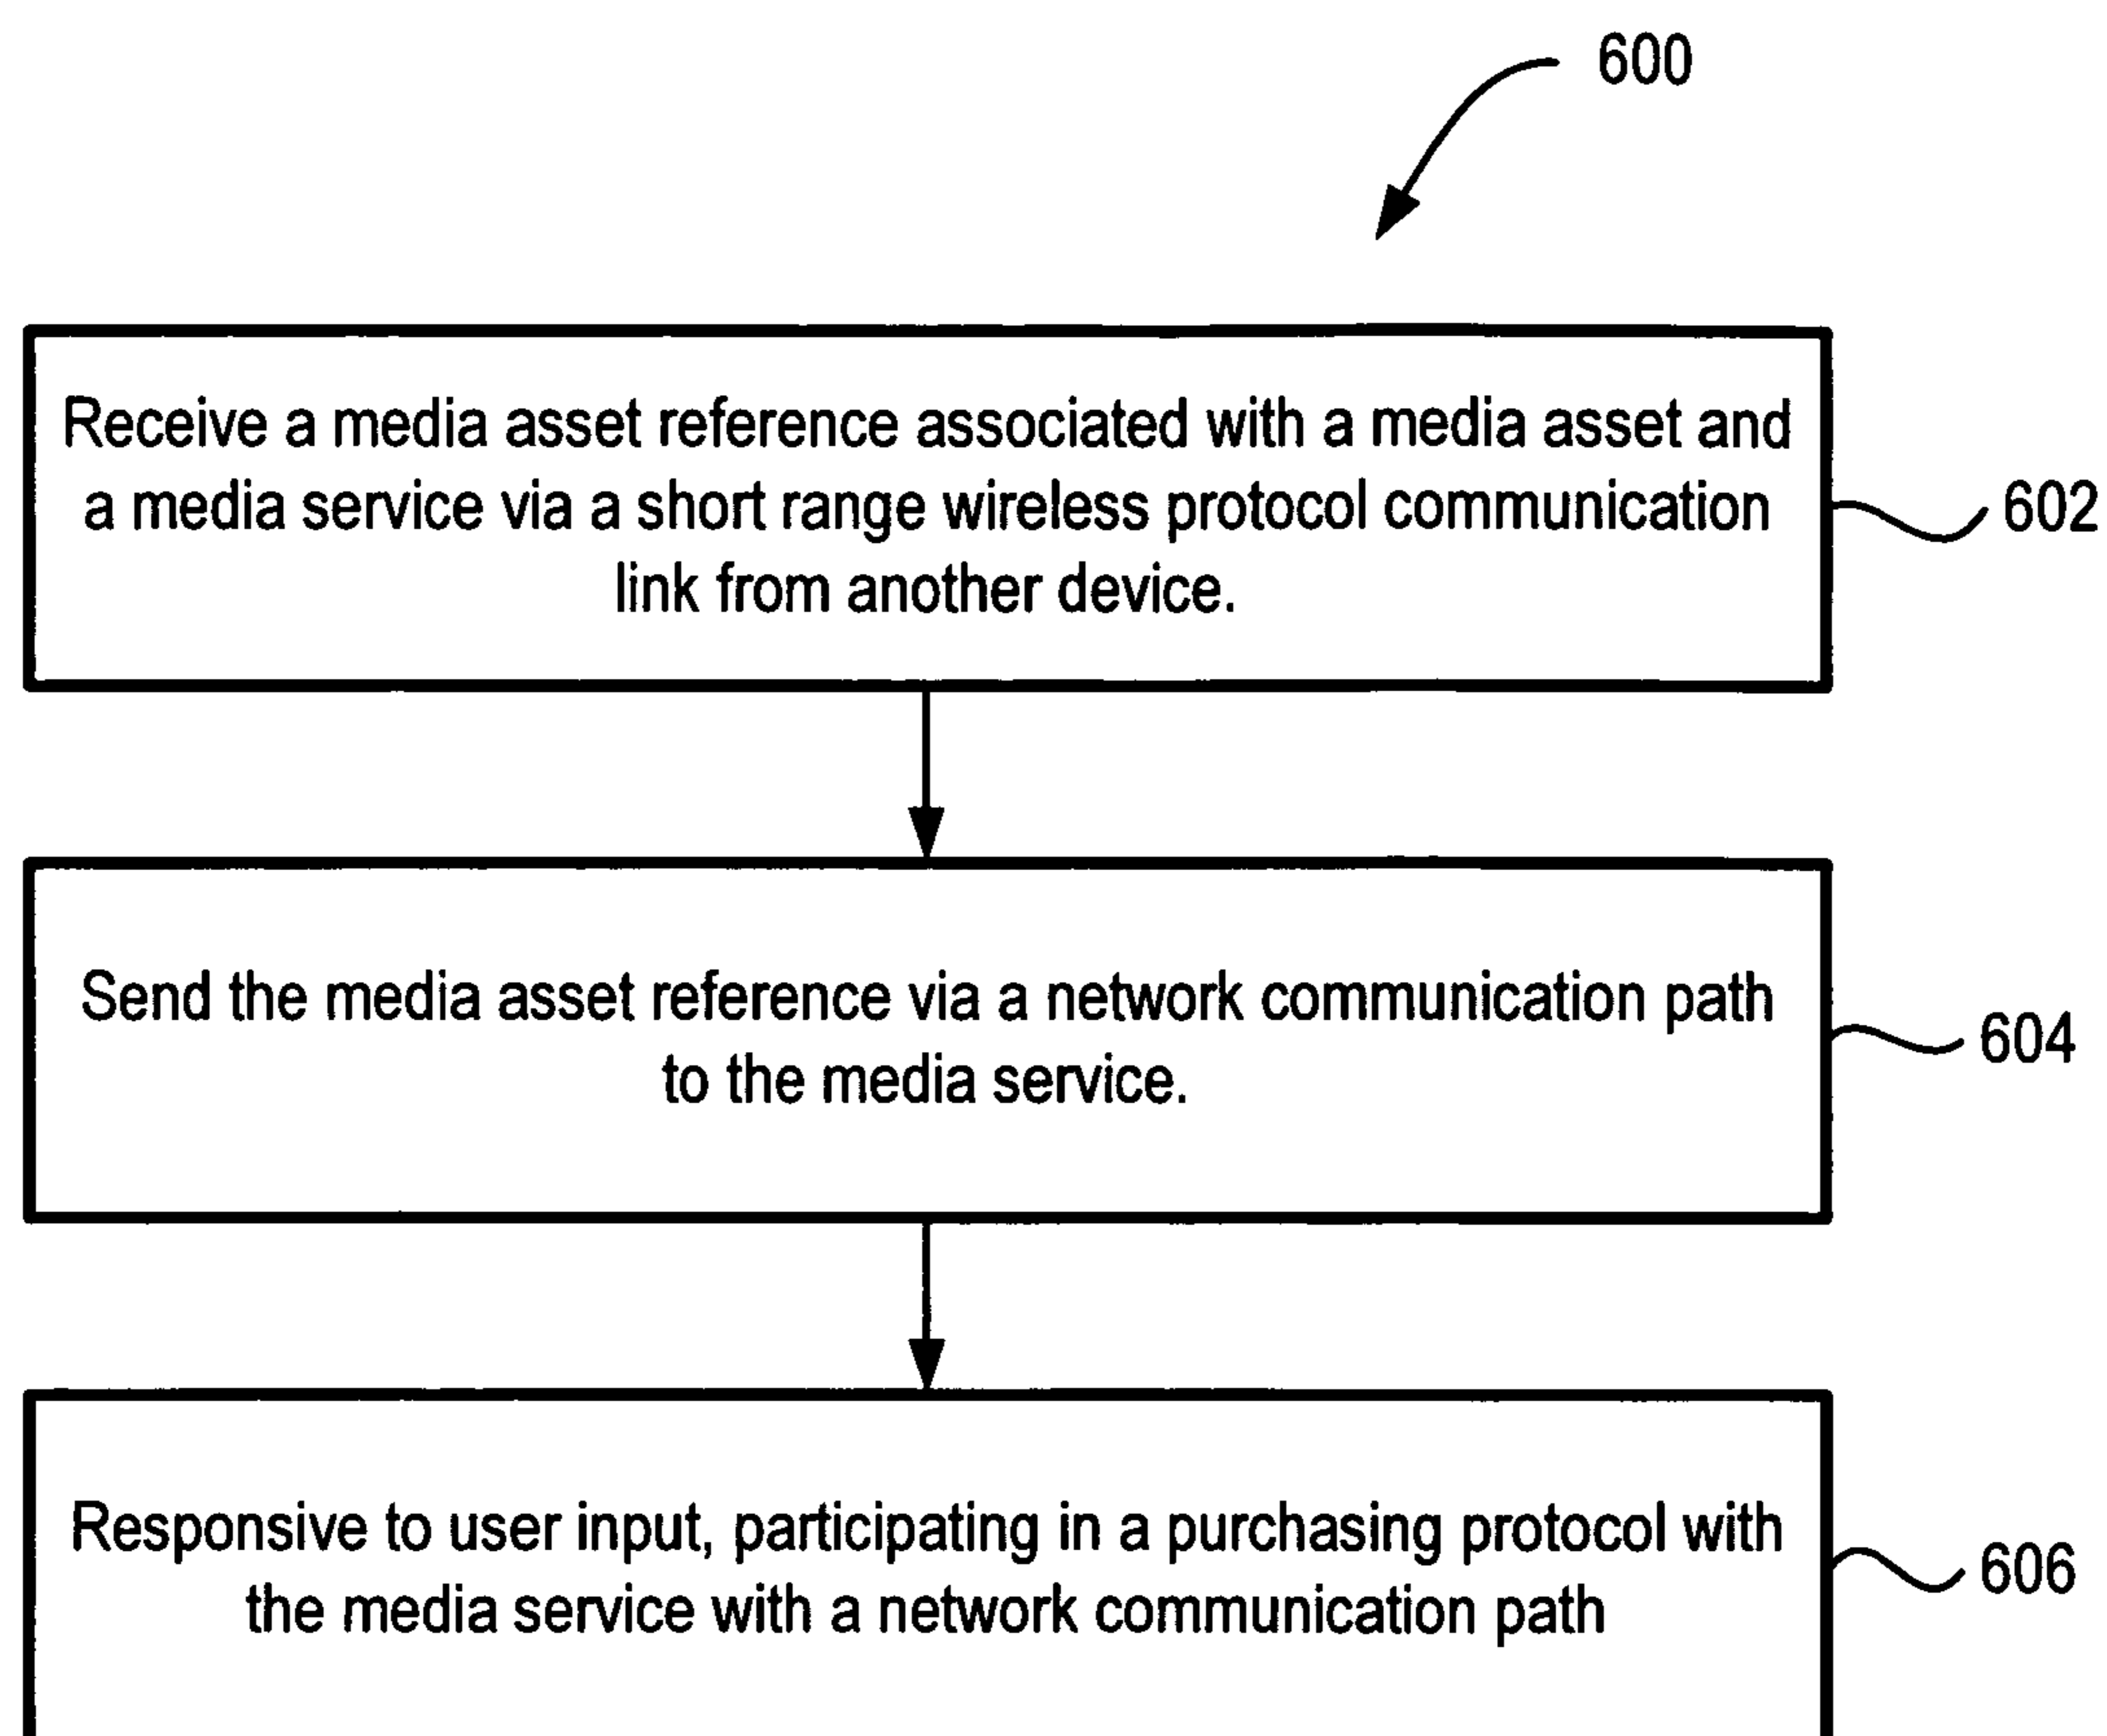 600
Receive a media asset reference associated with a media asset and
a media service via a short range wireless protocol communication
link from another device.
602
Send the media asset reference via a network communication path
to the media service.
604
Responsive to user input, participating in a purchasing protocol with
the media service with a network communication path
606